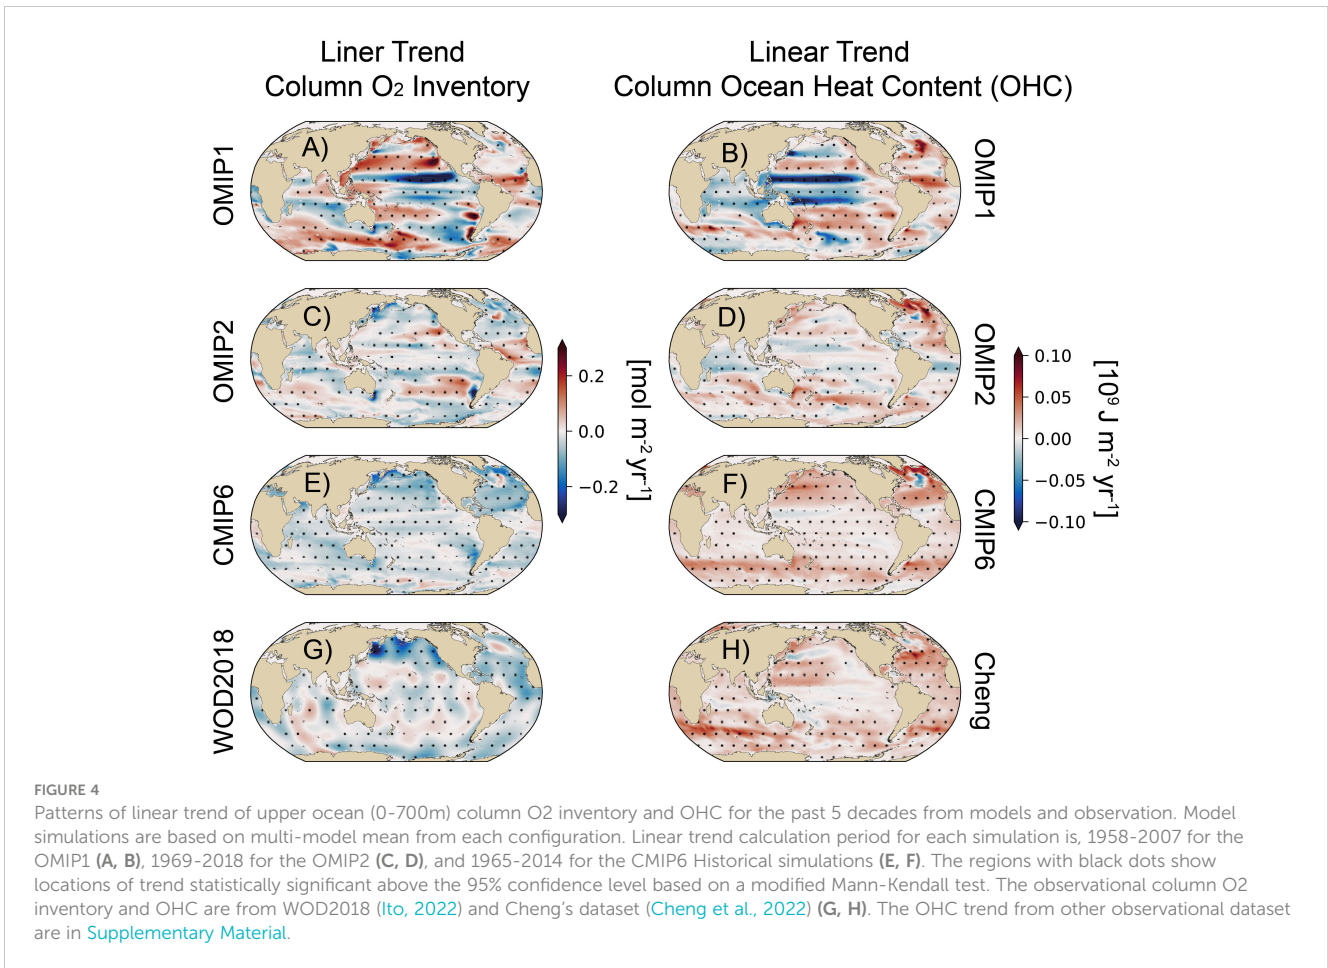 Liner Trend
Column O2 Inventory
Linear Trend
Column Ocean Heat Content (OHC)
OMIP1
A)
B)
OMIP1
OMIP2
C)
D)
OMIP2
0.2
0.0
−0.2
[mol m-2 yr-1]
0.10
0.05
0.00
−0.05
−0.10
[109 J m-2 yr-1]
CMIP6
E)
F)
CMIP6
WOD2018
G)
H)
Cheng
FIGURE 4
Patterns of linear trend of upper ocean (0-700m) column O2 inventory and OHC for the past 5 decades from models and observation. Model
simulations are based on multi-model mean from each configuration. Linear trend calculation period for each simulation is, 1958-2007 for the
OMIP1 (A, B), 1969-2018 for the OMIP2 (C, D), and 1965-2014 for the CMIP6 Historical simulations (E, F). The regions with black dots show
locations of trend statistically significant above the 95% confidence level based on a modified Mann-Kendall test. The observational column O2
inventory and OHC are from WOD2018 (Ito, 2022) and Cheng's dataset (Cheng et al., 2022) (G, H). The OHC trend from other observational dataset
are in Supplementary Material.